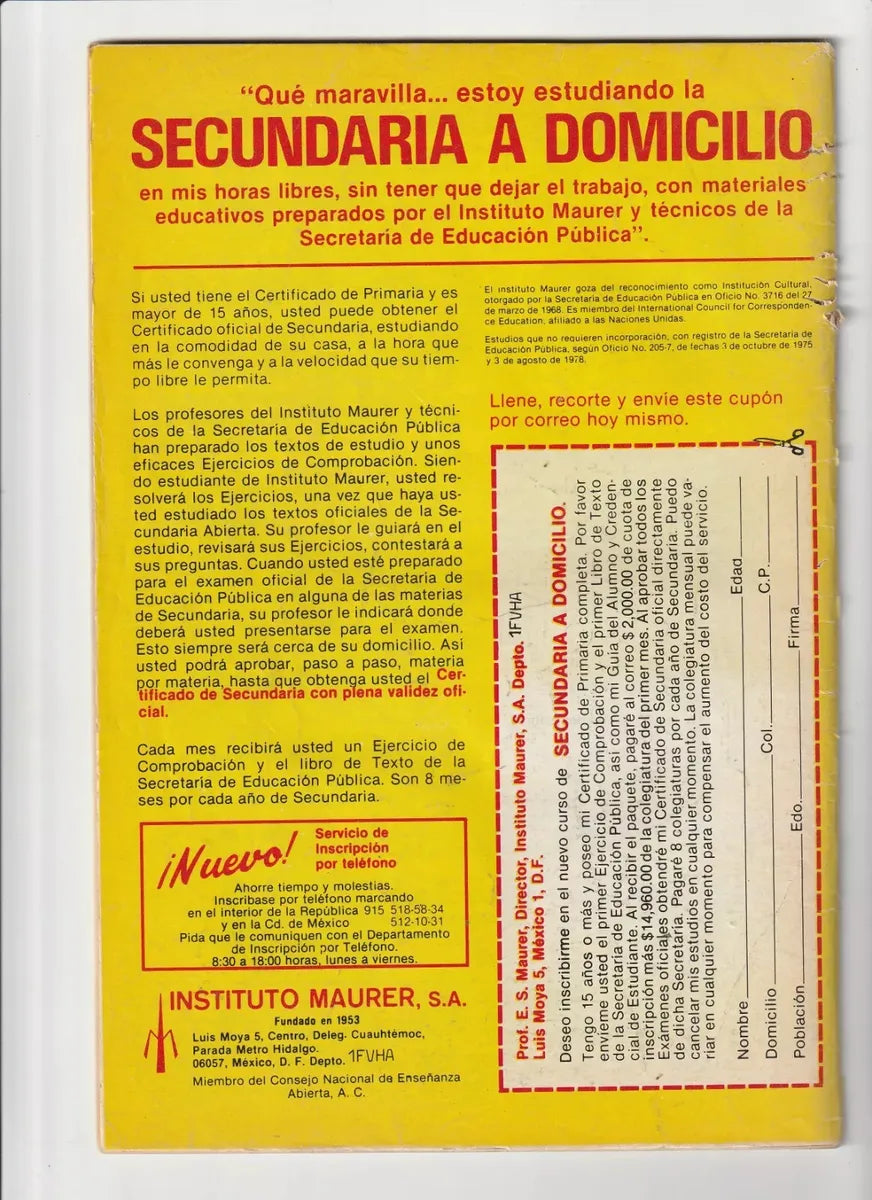 “Qué maravilla... estoy estudiando la
SECUNDARIA A DOMICILIO
en mis horas libres, sin tener que dejar el trabajo, con materiales
educativos preparados por el Instituto Maurer y técnicos de la
Secretaría de Educación Pública”.
Si usted tiene el Certificado de Primaria y es
mayor de 15 años, usted puede obtener el
Certificado oficial de Secundaria, estudiando
en la comodidad de su casa, a la hora que
más le convenga y a la velocidad que su tiem-
po libre le permita.
Los profesores del Instituto Maurer y técni-
cos de la Secretaría de Educación Pública
han preparado los textos de estudio y unos
eficaces Ejercicios de Comprobación. Sien-
do estudiante de Instituto Maurer, usted re-
solverá los Ejercicios, una vez que haya us-
ted estudiado los textos oficiales de la Se-
cundaria Abierta. Su profesor le guiará en el
estudio, revisará sus Ejercicios, contestará a
sus preguntas. Cuando usted esté preparado
para el examen oficial de la Secretaría de
Educación Pública en alguna de las materias
de Secundaria, su profesor le indicará donde
deberá usted presentarse para el examen.
Esto siempre será cerca de su domicilio. Así
usted podrá aprobar, paso a paso, materia
por materia, hasta que obtenga usted el Cer-
tificado de Secundaria con plena validez ofi-
cial.
Cada mes recibirá usted un Ejercicio de
Comprobación y el libro de Texto de la
Secretaría de Educación Pública. Son 8 me-
ses por cada año de Secundaria.
¡Nuevo!
Servicio de
Inscripción
por teléfono
Ahorre tiempo y molestias.
Inscríbase por teléfono marcando
en el interior de la República 915 518-58-34
y en la Cd. de México 512-10-31
Pida que le comuniquen con el Departamento
de Inscripción por Teléfono.
8:30 a 18:00 horas, lunes a viernes.
INSTITUTO MAURER, S.A.
Fundado en 1953
Luis Moya 5, Centro, Deleg. Cuauhtémoc,
Parada Metro Hidalgo.
06057, México, D. F. Depto. 1FVHA
Miembro del Consejo Nacional de Enseñanza
Abierta, A. C.
El Instituto Maurer goza del reconocimiento como Institución Cultural,
otorgado por la Secretaría de Educación Pública en Oficio No. 3716 del 27
de marzo de 1968. Es miembro del International Council for Corresponden-
ce Education, afiliado a las Naciones Unidas.
Estudios que no requieren incorporación, con registro de la Secretaría de
Educación Pública, según Oficio No. 205-7, de fechas 3 de octubre de 1975
y 3 de agosto de 1978.
Llene, recorte y envíe este cupón
por correo hoy mismo.
Prof. E. S. Maurer, Director, Instituto Maurer, S.A. Depto. 1FVHA
Luis Moya 5, México 1, D.F.
Deseo inscribirme en el nuevo curso de SECUNDARIA A DOMICILIO.
Tengo 15 años o más y poseo mi Certificado de Primaria completa. Por favor
envíeme usted el primer Ejercicio de Comprobación y el primer Libro de Texto
de la Secretaría de Educación Pública, así como mi Guía del Alumno y Creden-
cial de Estudiante. Al recibir el paquete, pagaré al correo $ 2,000.00 de cuota de
inscripción más $14,960.00 de la colegiatura del primer mes. Al aprobar todos los
Exámenes oficiales obtendré mi Certificado de Secundaria oficial directamente
de dicha Secretaría. Pagaré 8 colegiaturas por cada año de Secundaria. Puedo
cancelar mis estudios en cualquier momento. La colegiatura mensual puede va-
riar en cualquier momento para compensar el aumento del costo del servicio.
Nombre Edad
Domicilio Col. C.P.
Población Edo. Firma